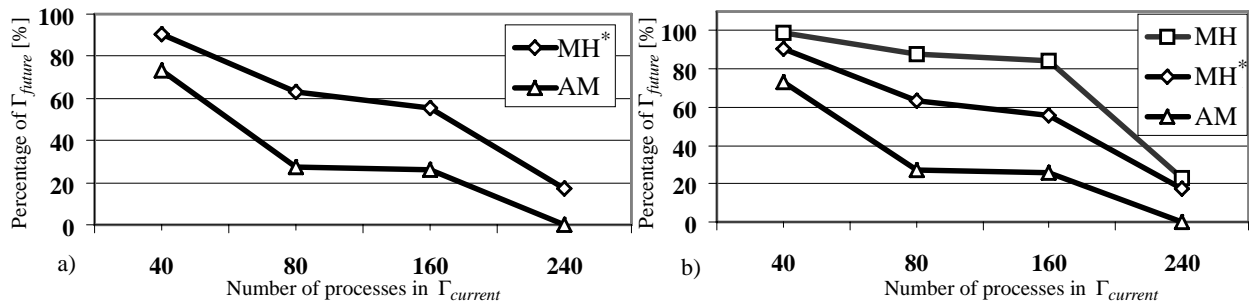 Percentage of Γfuture [%]
100
80
60
40
20
0
MH*
AM
40 80 160 240
a)
Number of processes in Γcurrent
Percentage of Γfuture [%]
100
80
60
40
20
0
MH
MH*
AM
40 80 160 240
b)
Number of processes in Γcurrent